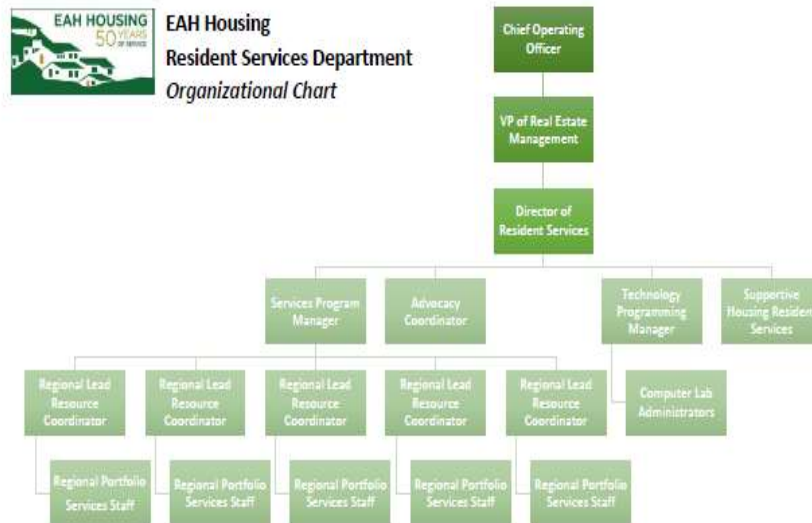 EAH HOUSING
50 YEARS
OF SERVICE
EAH Housing
Resident Services Department
Organizational Chart
Chief Operating
Officer
VP of Real Estate
Management
Director of
Resident Services
Services Program
Manager
Advocacy
Coordinator
Technology
Programming
Manager
Supportive
Housing Resident
Services
Regional Lead
Resource
Coordinator
Regional Lead
Resource
Coordinator
Regional Lead
Resource
Coordinator
Regional Lead
Resource
Coordinator
Regional Lead
Resource
Coordinator
Computer Lab
Administrators
Regional Portfolio
Services Staff
Regional Portfolio
Services Staff
Regional Portfolio
Services Staff
Regional Portfolio
Services Staff
Regional Portfolio
Services Staff